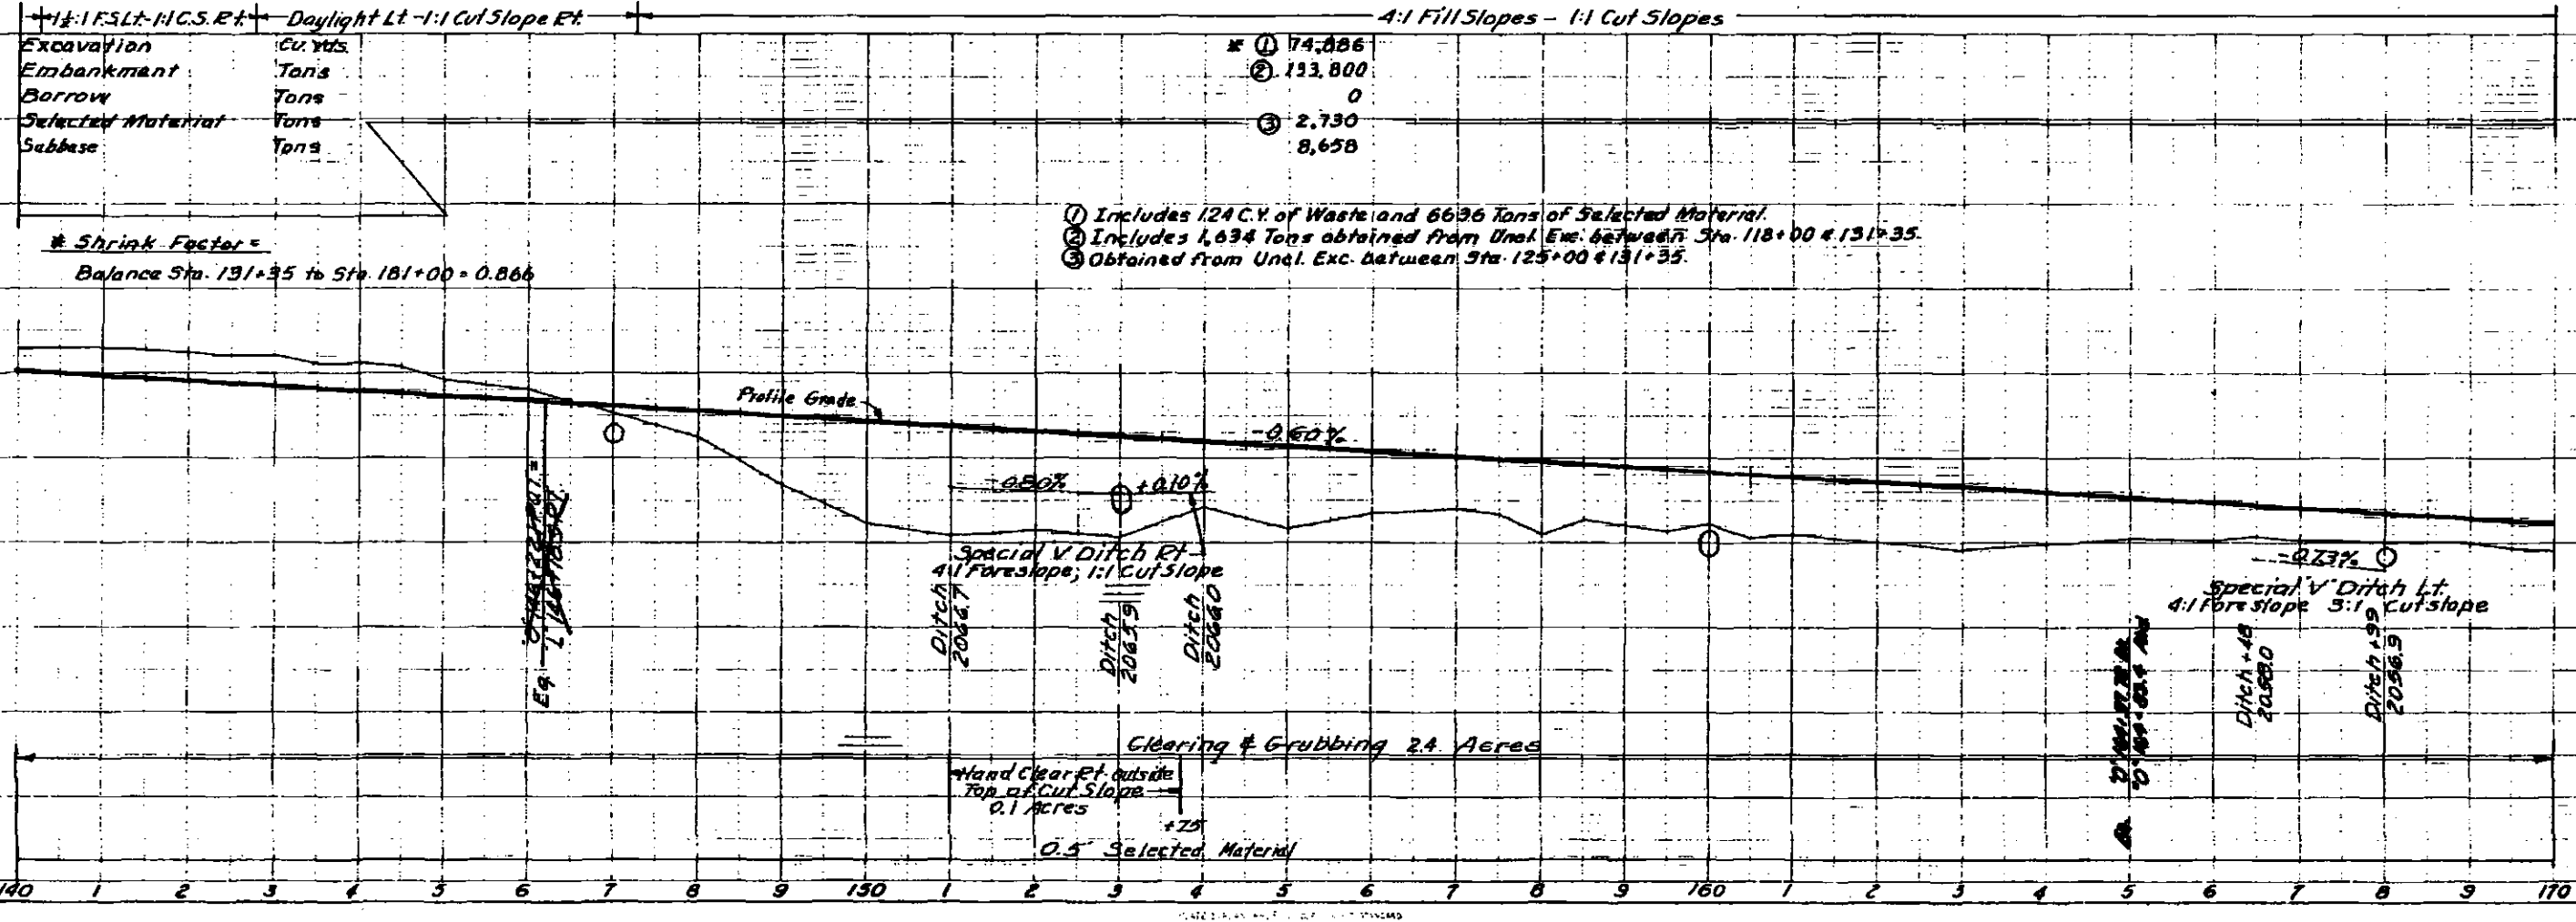 1½:1 F.S. Lt.-1:1 C.S. Rt. Daylight Lt.-1:1 Cut Slope Rt. 4:1 Fill Slopes - 1:1 Cut Slopes
Excavation Cu. Yds. * ① 74,886
Embankment Tons ② 133,800
Borrow Tons 0
Selected Material Tons ③ 2,730
Subbase Tons 8,658
① Includes 124 C.Y. of Waste and 6636 Tons of Selected Material.
② Includes 1,634 Tons obtained from Uncl. Exc. between Sta. 118+00 & 131+35.
③ Obtained from Uncl. Exc. between Sta. 125+00 & 131+35.
* Shrink Factor =
Balance Sta. 131+35 to Sta. 181+00 = 0.866
Profile Grade
-0.60%
-0.80% +0.10%
Special V Ditch Rt.
4:1 Foreslope; 1:1 Cut Slope
-0.73%
Special V Ditch Lt.
4:1 Foreslope 3:1 Cut slope
Eq.
Ditch
2066.7
Ditch
2065.9
Ditch
2066.0
Ditch +48
2058.0
Ditch +99
2056.9
Clearing & Grubbing 2.4 Acres
Hand Clear Rt. outside
Top of Cut Slope
0.1 Acres
+75
0.5' Selected Material
140 1 2 3 4 5 6 7 8 9 150 1 2 3 4 5 6 7 8 9 160 1 2 3 4 5 6 7 8 9 170